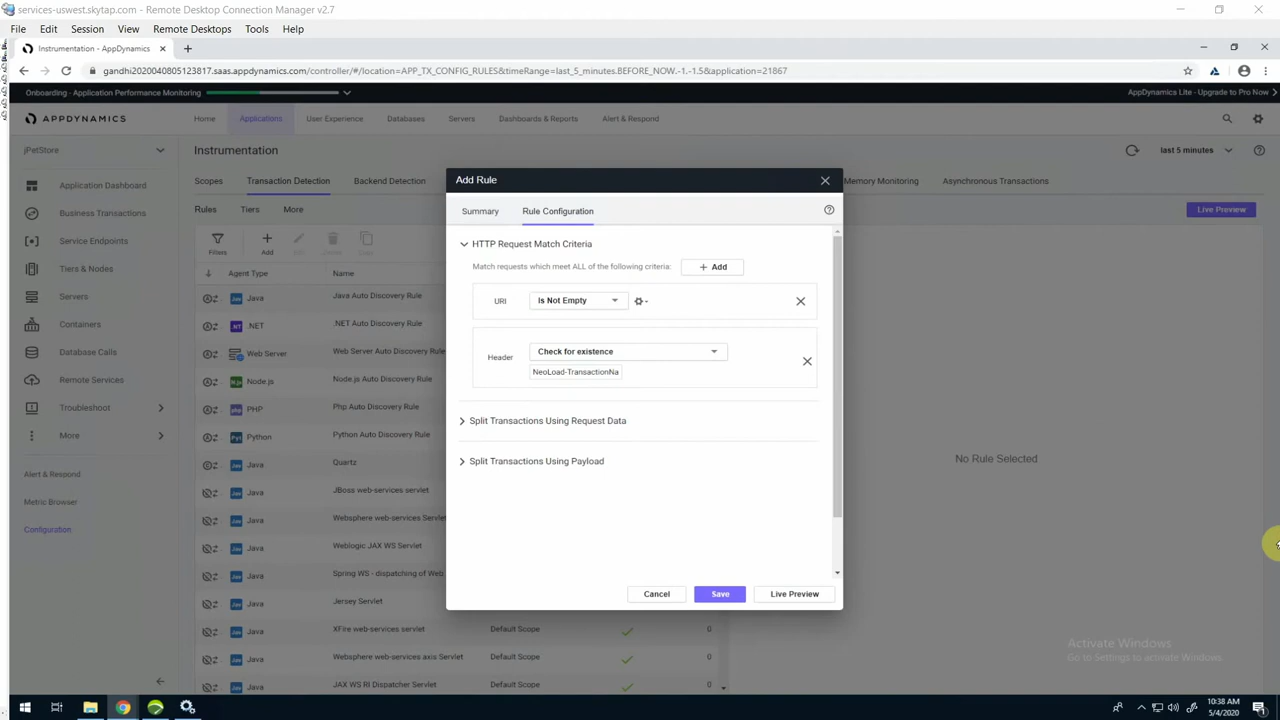 services-uswest.skytap.com - Remote Desktop Connection Manager v2.7
File Edit Session View Remote Desktops Tools Help
Instrumentation - AppDynamics
gandhi2020040805123817.saas.appdynamics.com/controller/#/location=APP_TX_CONFIG_RULES&timeRange=last_5_minutes.BEFORE_NOW.-1.-1.5&application=21867
Onboarding - Application Performance Monitoring
AppDynamics Lite - Upgrade to Pro Now
APPDYNAMICS
Home Applications User Experience Databases Servers Dashboards & Reports Alert & Respond
jPetStore
Instrumentation
last 5 minutes
Scopes Transaction Detection Backend Detection
Memory Monitoring Asynchronous Transactions
Rules Tiers More
Live Preview
Filters Add
Agent Type Name
Java Java Auto Discovery Rule
.NET .NET Auto Discovery Rule
Web Server Web Server Auto Discovery Rule
Node.js Node.js Auto Discovery Rule
PHP Php Auto Discovery Rule
Python Python Auto Discovery Rule
Java Quartz
Java JBoss web-services servlet
Java Websphere web-services Servlet
Java Weblogic JAX WS Servlet
Java Spring WS - dispatching of Web
Java Jersey Servlet
Java XFire web-services servlet Default Scope 0
Java Websphere web-services axis Servlet Default Scope 0
Java JAX WS RI Dispatcher Servlet Default Scope 0
Application Dashboard
Business Transactions
Service Endpoints
Tiers & Nodes
Servers
Containers
Database Calls
Remote Services
Troubleshoot
More
Alert & Respond
Metric Browser
Configuration
Add Rule
Summary Rule Configuration
HTTP Request Match Criteria
Match requests which meet ALL of the following criteria:
+ Add
URI Is Not Empty
Header Check for existence
NeoLoad-TransactionNa
Split Transactions Using Request Data
Split Transactions Using Payload
Cancel Save Live Preview
No Rule Selected
Activate Windows
Go to Settings to activate Windows.
10:38 AM
5/4/2020